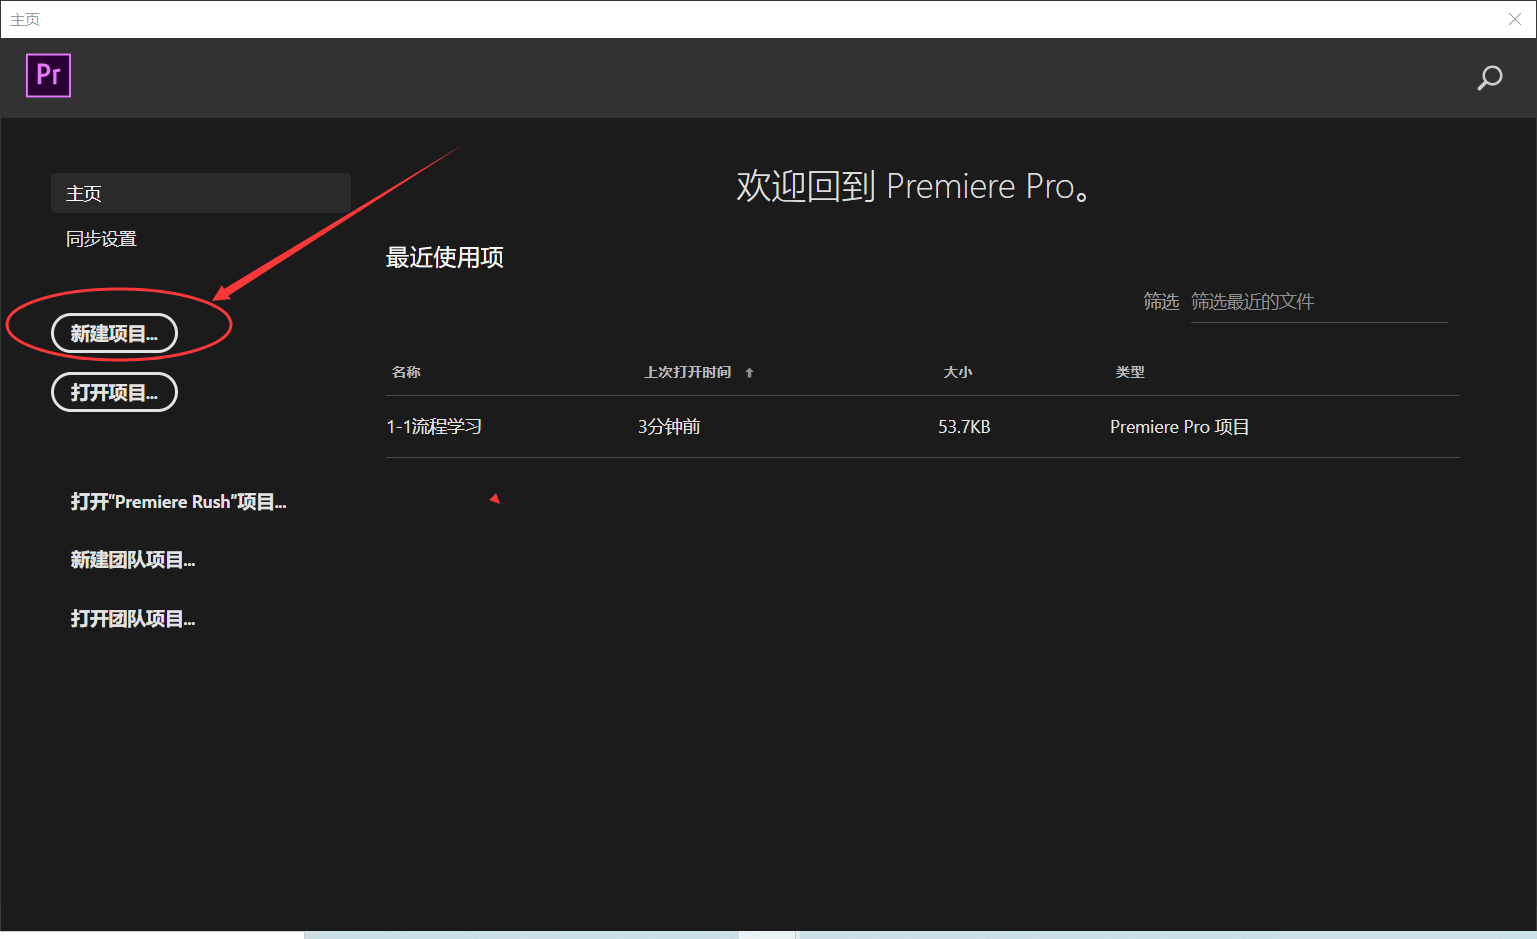 主页
Pr
主页
同步设置
新建项目...
打开项目...
打开"Premiere Rush"项目...
新建团队项目...
打开团队项目...
欢迎回到 Premiere Pro。
最近使用项
筛选 筛选最近的文件
名称 上次打开时间 大小 类型
1-1流程学习 3分钟前 53.7KB Premiere Pro 项目